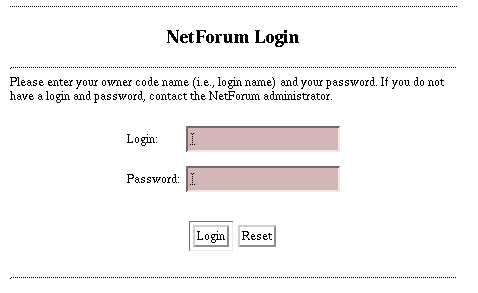 NetForum Login
Please enter your owner code name (i.e., login name) and your password. If you do not
have a login and password, contact the NetForum administrator.
Login:
Password:
Login Reset